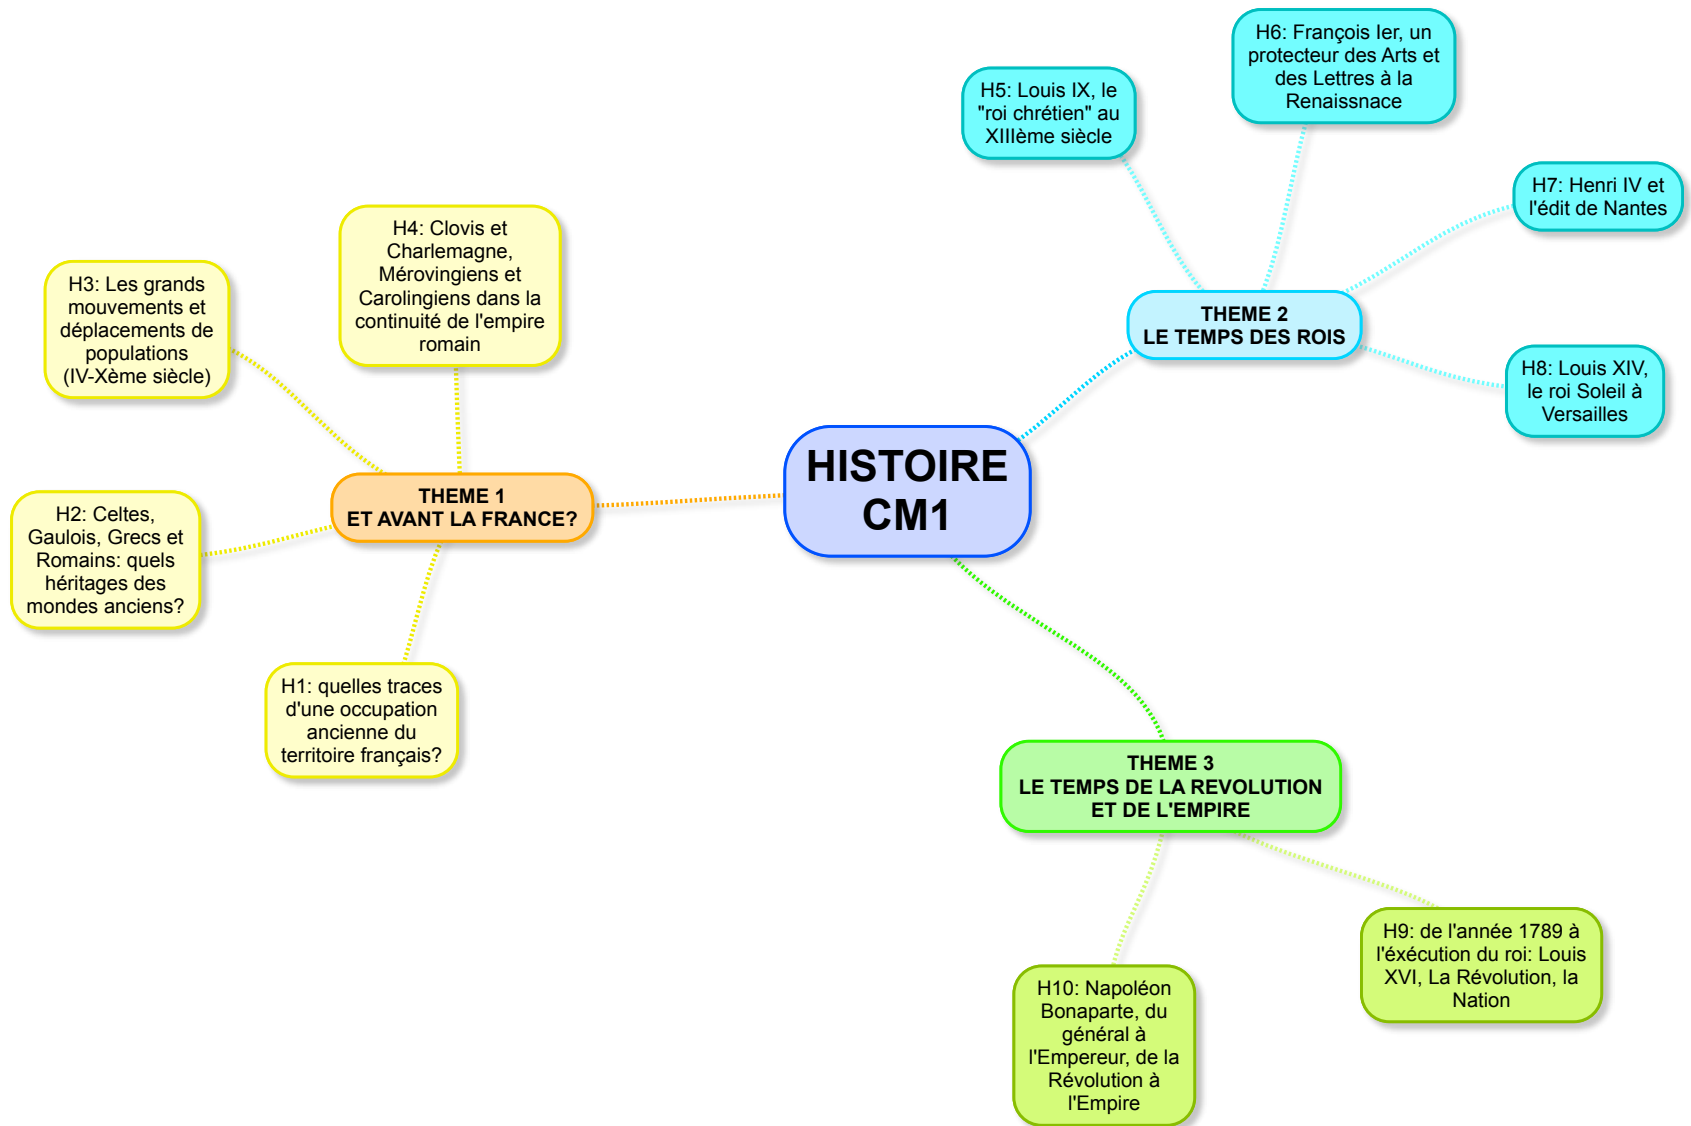 HISTOIRE
CM1
THEME 1
ET AVANT LA FRANCE?
H1: quelles traces
d'une occupation
ancienne du
territoire français?
H2: Celtes,
Gaulois, Grecs et
Romains: quels
héritages des
mondes anciens?
H3: Les grands
mouvements et
déplacements de
populations
(IV-Xème siècle)
H4: Clovis et
Charlemagne,
Mérovingiens et
Carolingiens dans la
continuité de l'empire
romain
THEME 2
LE TEMPS DES ROIS
H5: Louis IX, le
"roi chrétien" au
XIIIème siècle
H6: François Ier, un
protecteur des Arts et
des Lettres à la
Renaissnace
H7: Henri IV et
l'édit de Nantes
H8: Louis XIV,
le roi Soleil à
Versailles
THEME 3
LE TEMPS DE LA REVOLUTION
ET DE L'EMPIRE
H9: de l'année 1789 à
l'éxécution du roi: Louis
XVI, La Révolution, la
Nation
H10: Napoléon
Bonaparte, du
général à
l'Empereur, de la
Révolution à
l'Empire